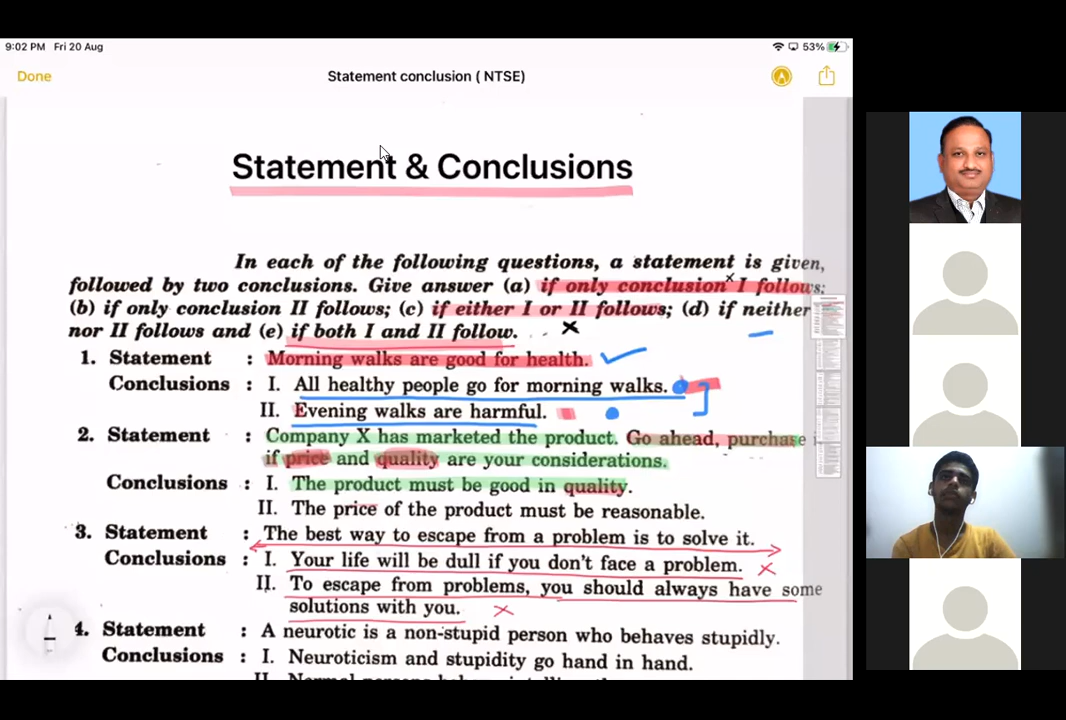 9:02 PM Fri 20 Aug
53%
Done
Statement conclusion ( NTSE)
Statement & Conclusions
In each of the following questions, a statement is given,
followed by two conclusions. Give answer (a) if only conclusion I follows;
(b) if only conclusion II follows; (c) if either I or II follows; (d) if neither
nor II follows and (e) if both I and II follow.
1. Statement : Morning walks are good for health.
Conclusions : I. All healthy people go for morning walks.
II. Evening walks are harmful.
2. Statement : Company X has marketed the product. Go ahead, purchase
if price and quality are your considerations.
Conclusions : I. The product must be good in quality.
II. The price of the product must be reasonable.
3. Statement : The best way to escape from a problem is to solve it.
Conclusions : I. Your life will be dull if you don't face a problem.
II. To escape from problems, you should always have some
solutions with you.
4. Statement : A neurotic is a non-stupid person who behaves stupidly.
Conclusions : I. Neuroticism and stupidity go hand in hand.